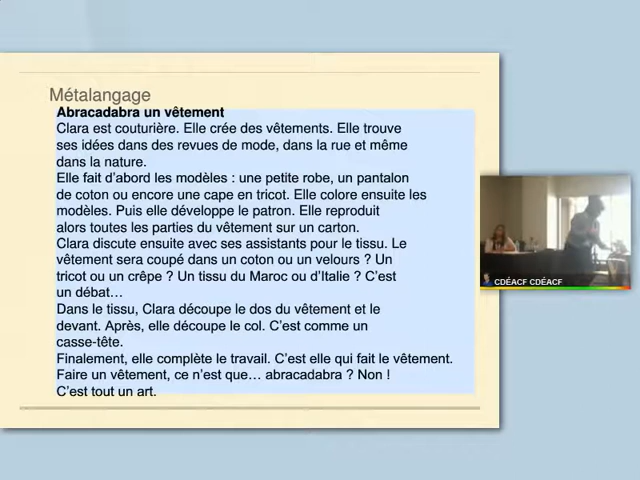 Métalangage
Abracadabra un vêtement
Clara est couturière. Elle crée des vêtements. Elle trouve
ses idées dans des revues de mode, dans la rue et même
dans la nature.
Elle fait d'abord les modèles : une petite robe, un pantalon
de coton ou encore une cape en tricot. Elle colore ensuite les
modèles. Puis elle développe le patron. Elle reproduit
alors toutes les parties du vêtement sur un carton.
Clara discute ensuite avec ses assistants pour le tissu. Le
vêtement sera coupé dans un coton ou un velours ? Un
tricot ou un crêpe ? Un tissu du Maroc ou d'Italie ? C'est
un débat…
Dans le tissu, Clara découpe le dos du vêtement et le
devant. Après, elle découpe le col. C'est comme un
casse-tête.
Finalement, elle complète le travail. C'est elle qui fait le vêtement.
Faire un vêtement, ce n'est que… abracadabra ? Non !
C'est tout un art.
CDÉACF CDÉACF